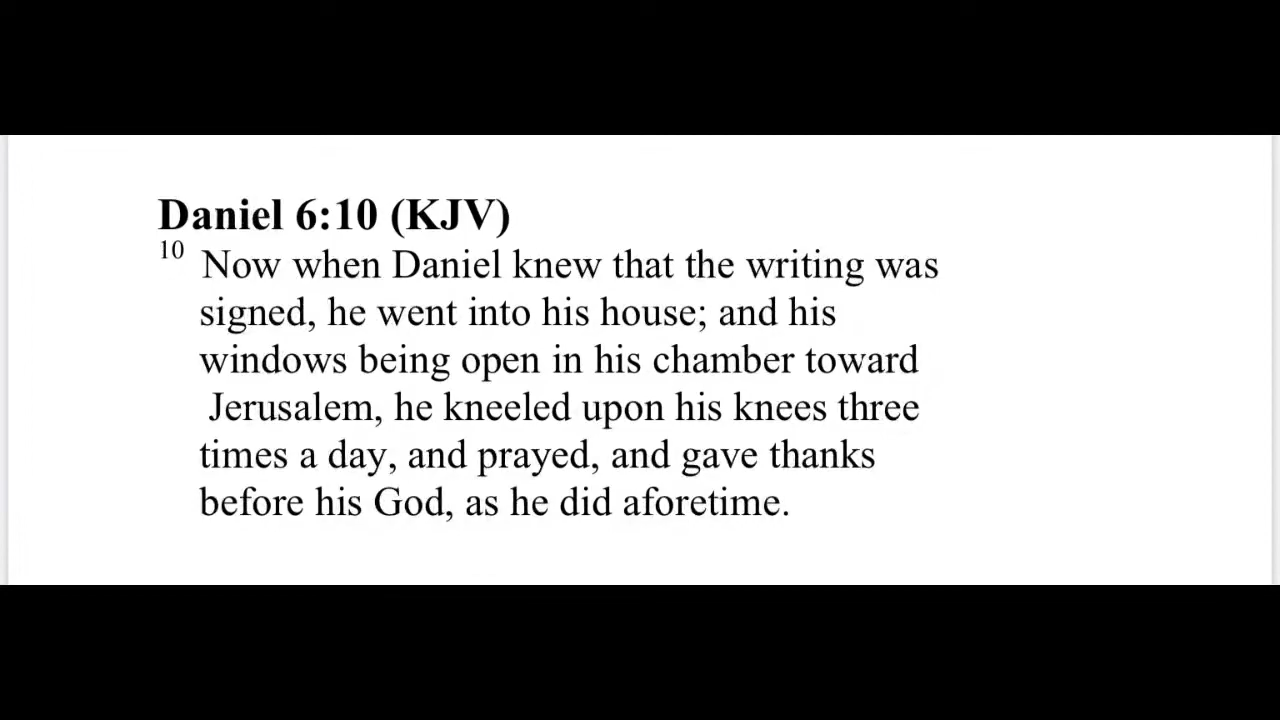 Daniel 6:10 (KJV)
10 Now when Daniel knew that the writing was
signed, he went into his house; and his
windows being open in his chamber toward
Jerusalem, he kneeled upon his knees three
times a day, and prayed, and gave thanks
before his God, as he did aforetime.